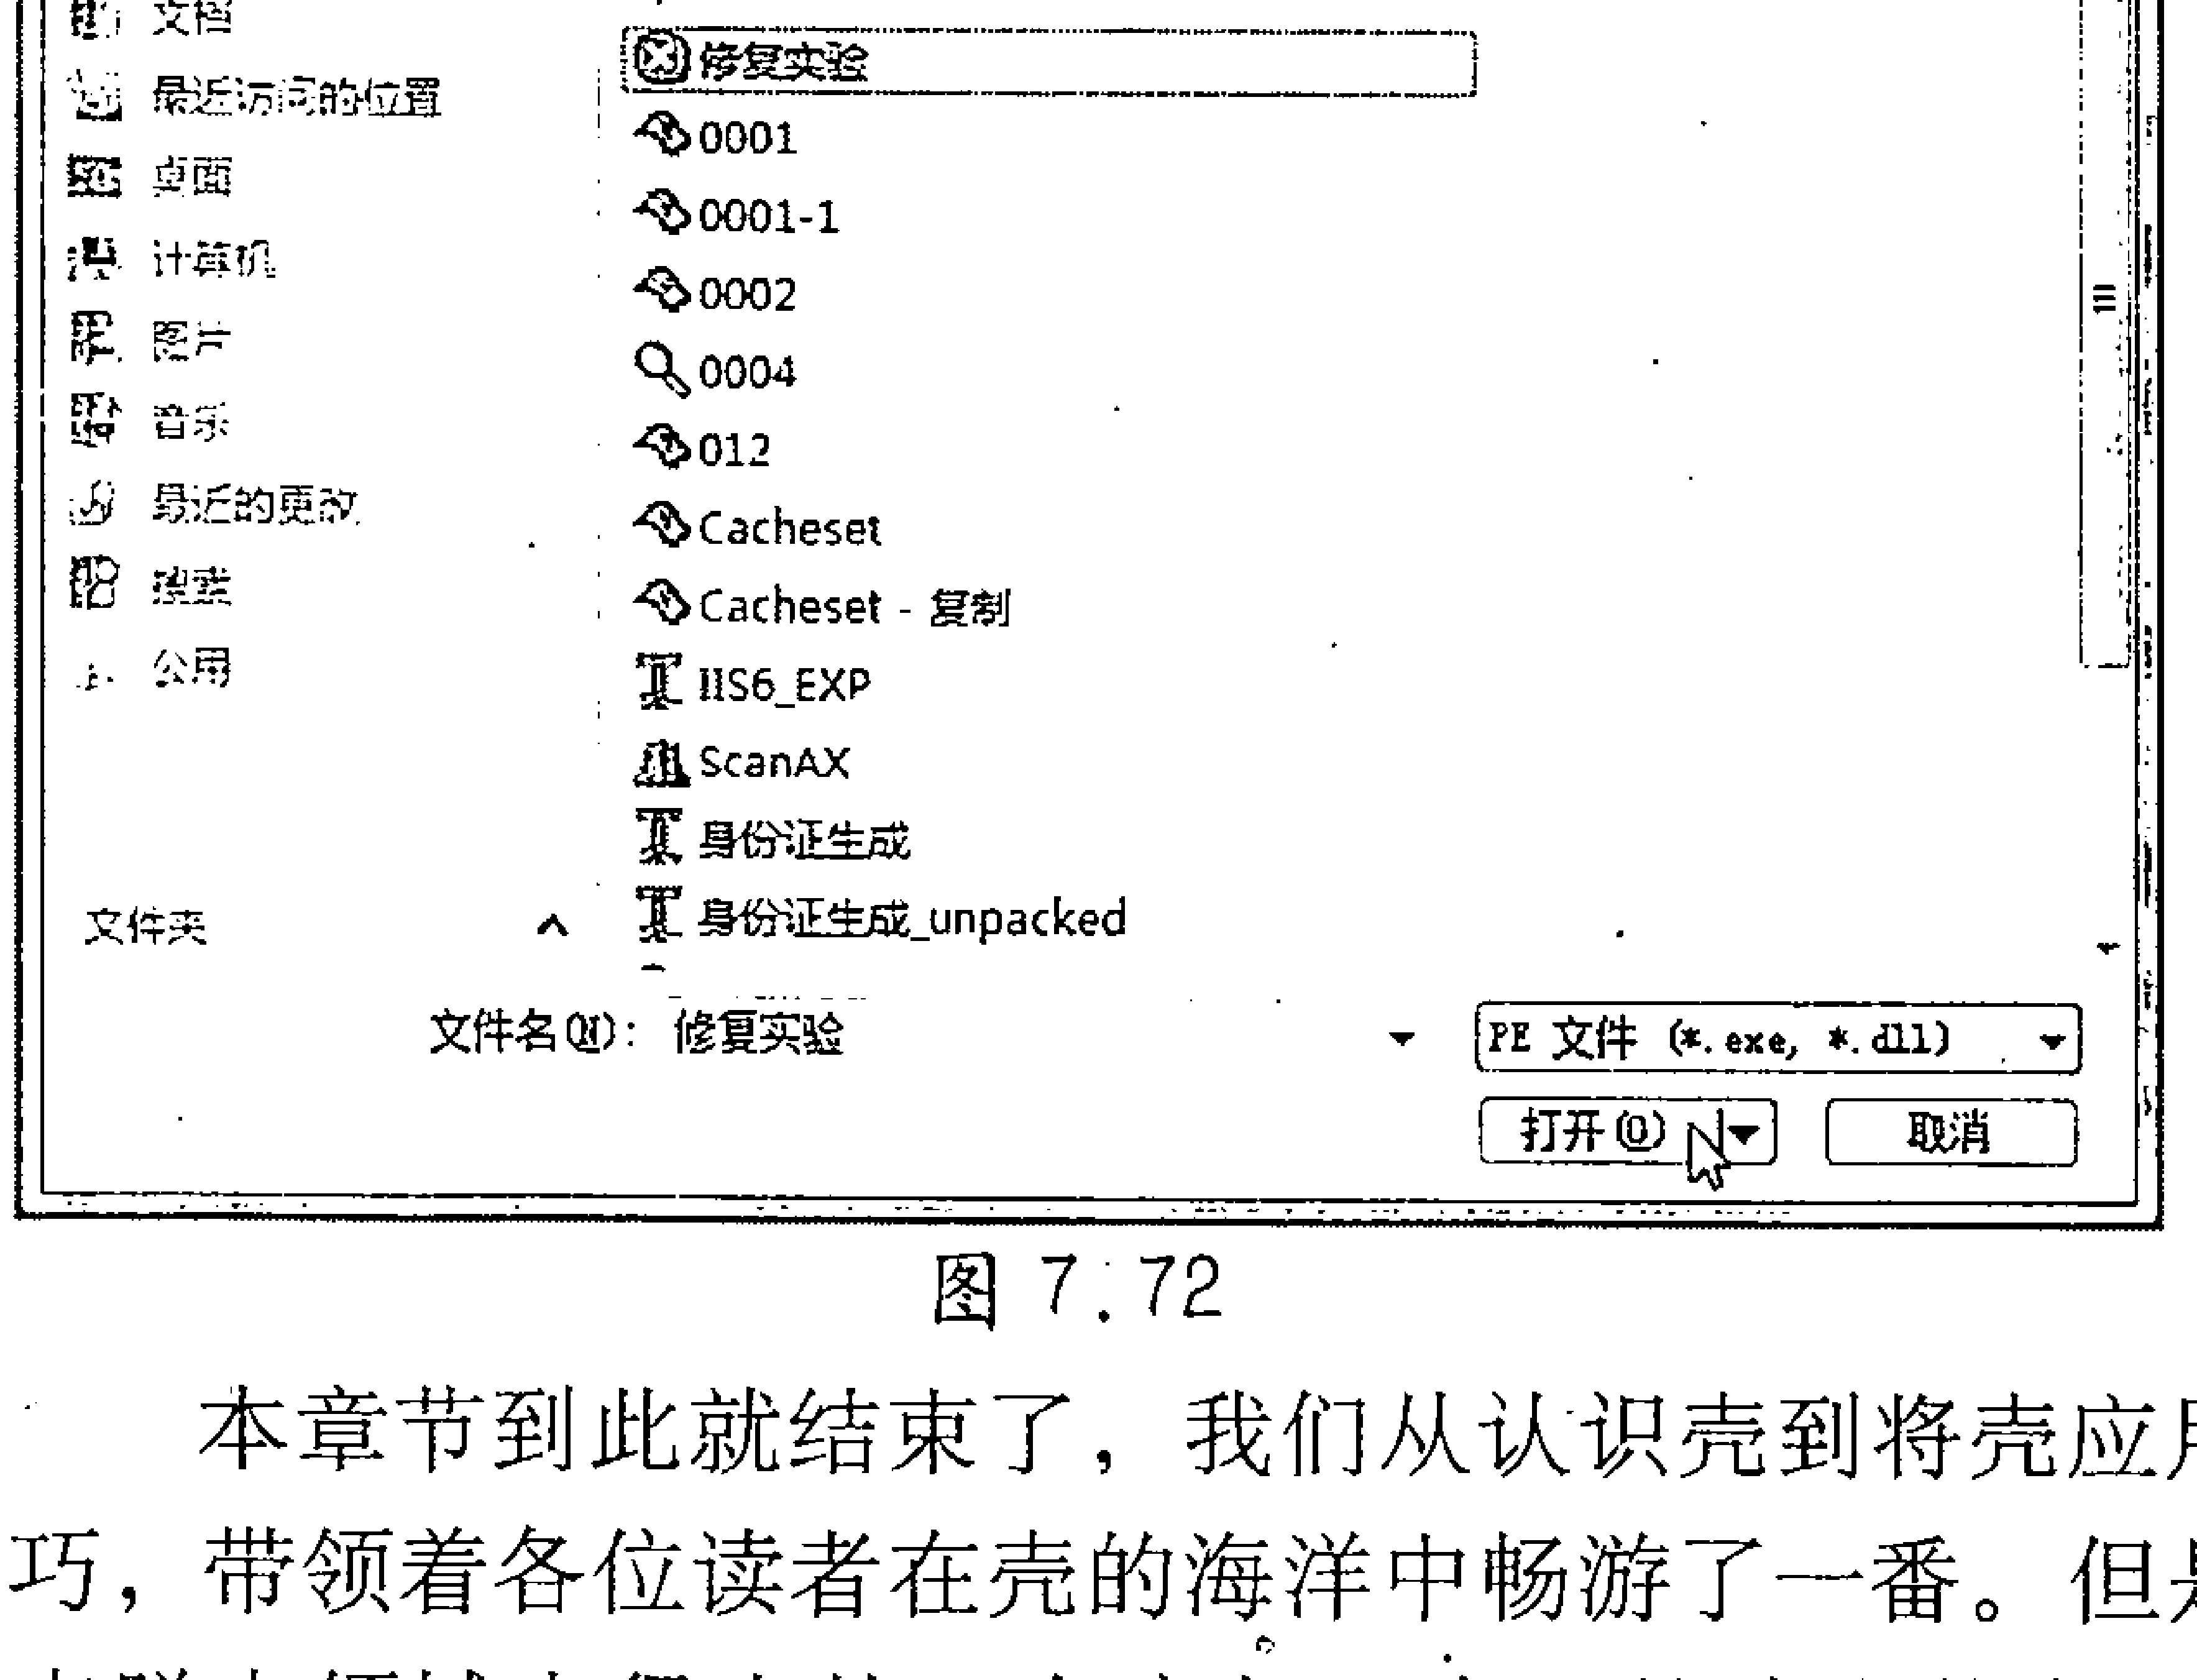 文档
最近访问的位置
桌面
计算机
图片
音乐
最近的更改
搜索
公用
文件夹
修复实验
0001
0001-1
0002
0004
012
Cacheset
Cacheset - 复制
IIS6_EXP
ScanAX
身份证生成
身份证生成_unpacked
文件名(N): 修复实验
PE 文件 (*.exe, *.dll)
打开(O) 取消
图 7.72
本章节到此就结束了，我们从认识壳到将壳应用
巧，带领着各位读者在壳的海洋中畅游了一番。但是